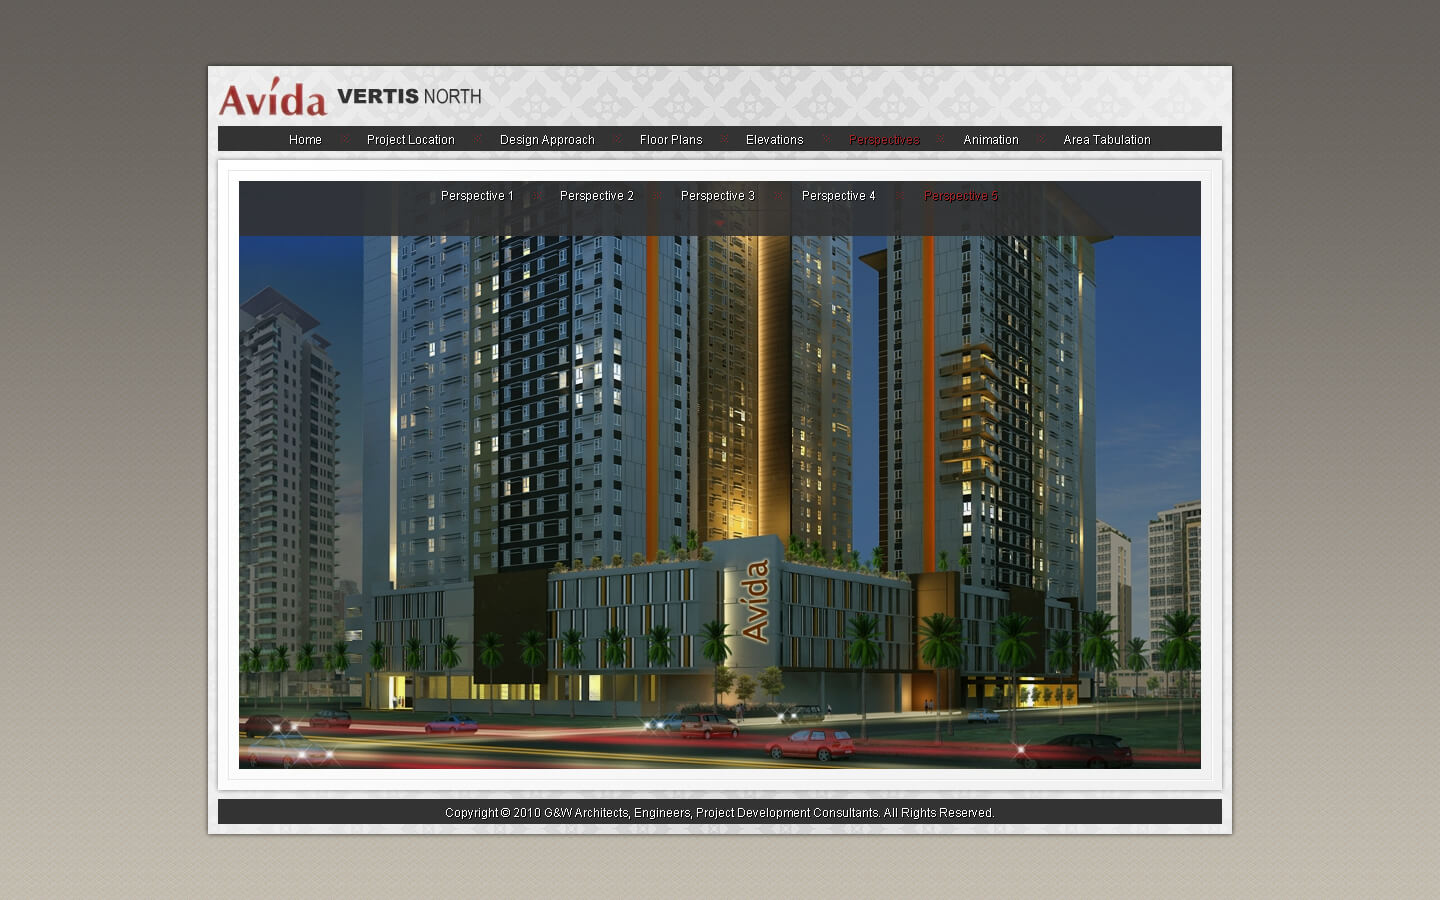 Avida VERTIS NORTH
Home Project Location Design Approach Floor Plans Elevations Perspectives Animation Area Tabulation
Perspective 1 Perspective 2 Perspective 3 Perspective 4 Perspective 5
Avida
Copyright © 2010 G&W Architects, Engineers, Project Development Consultants. All Rights Reserved.